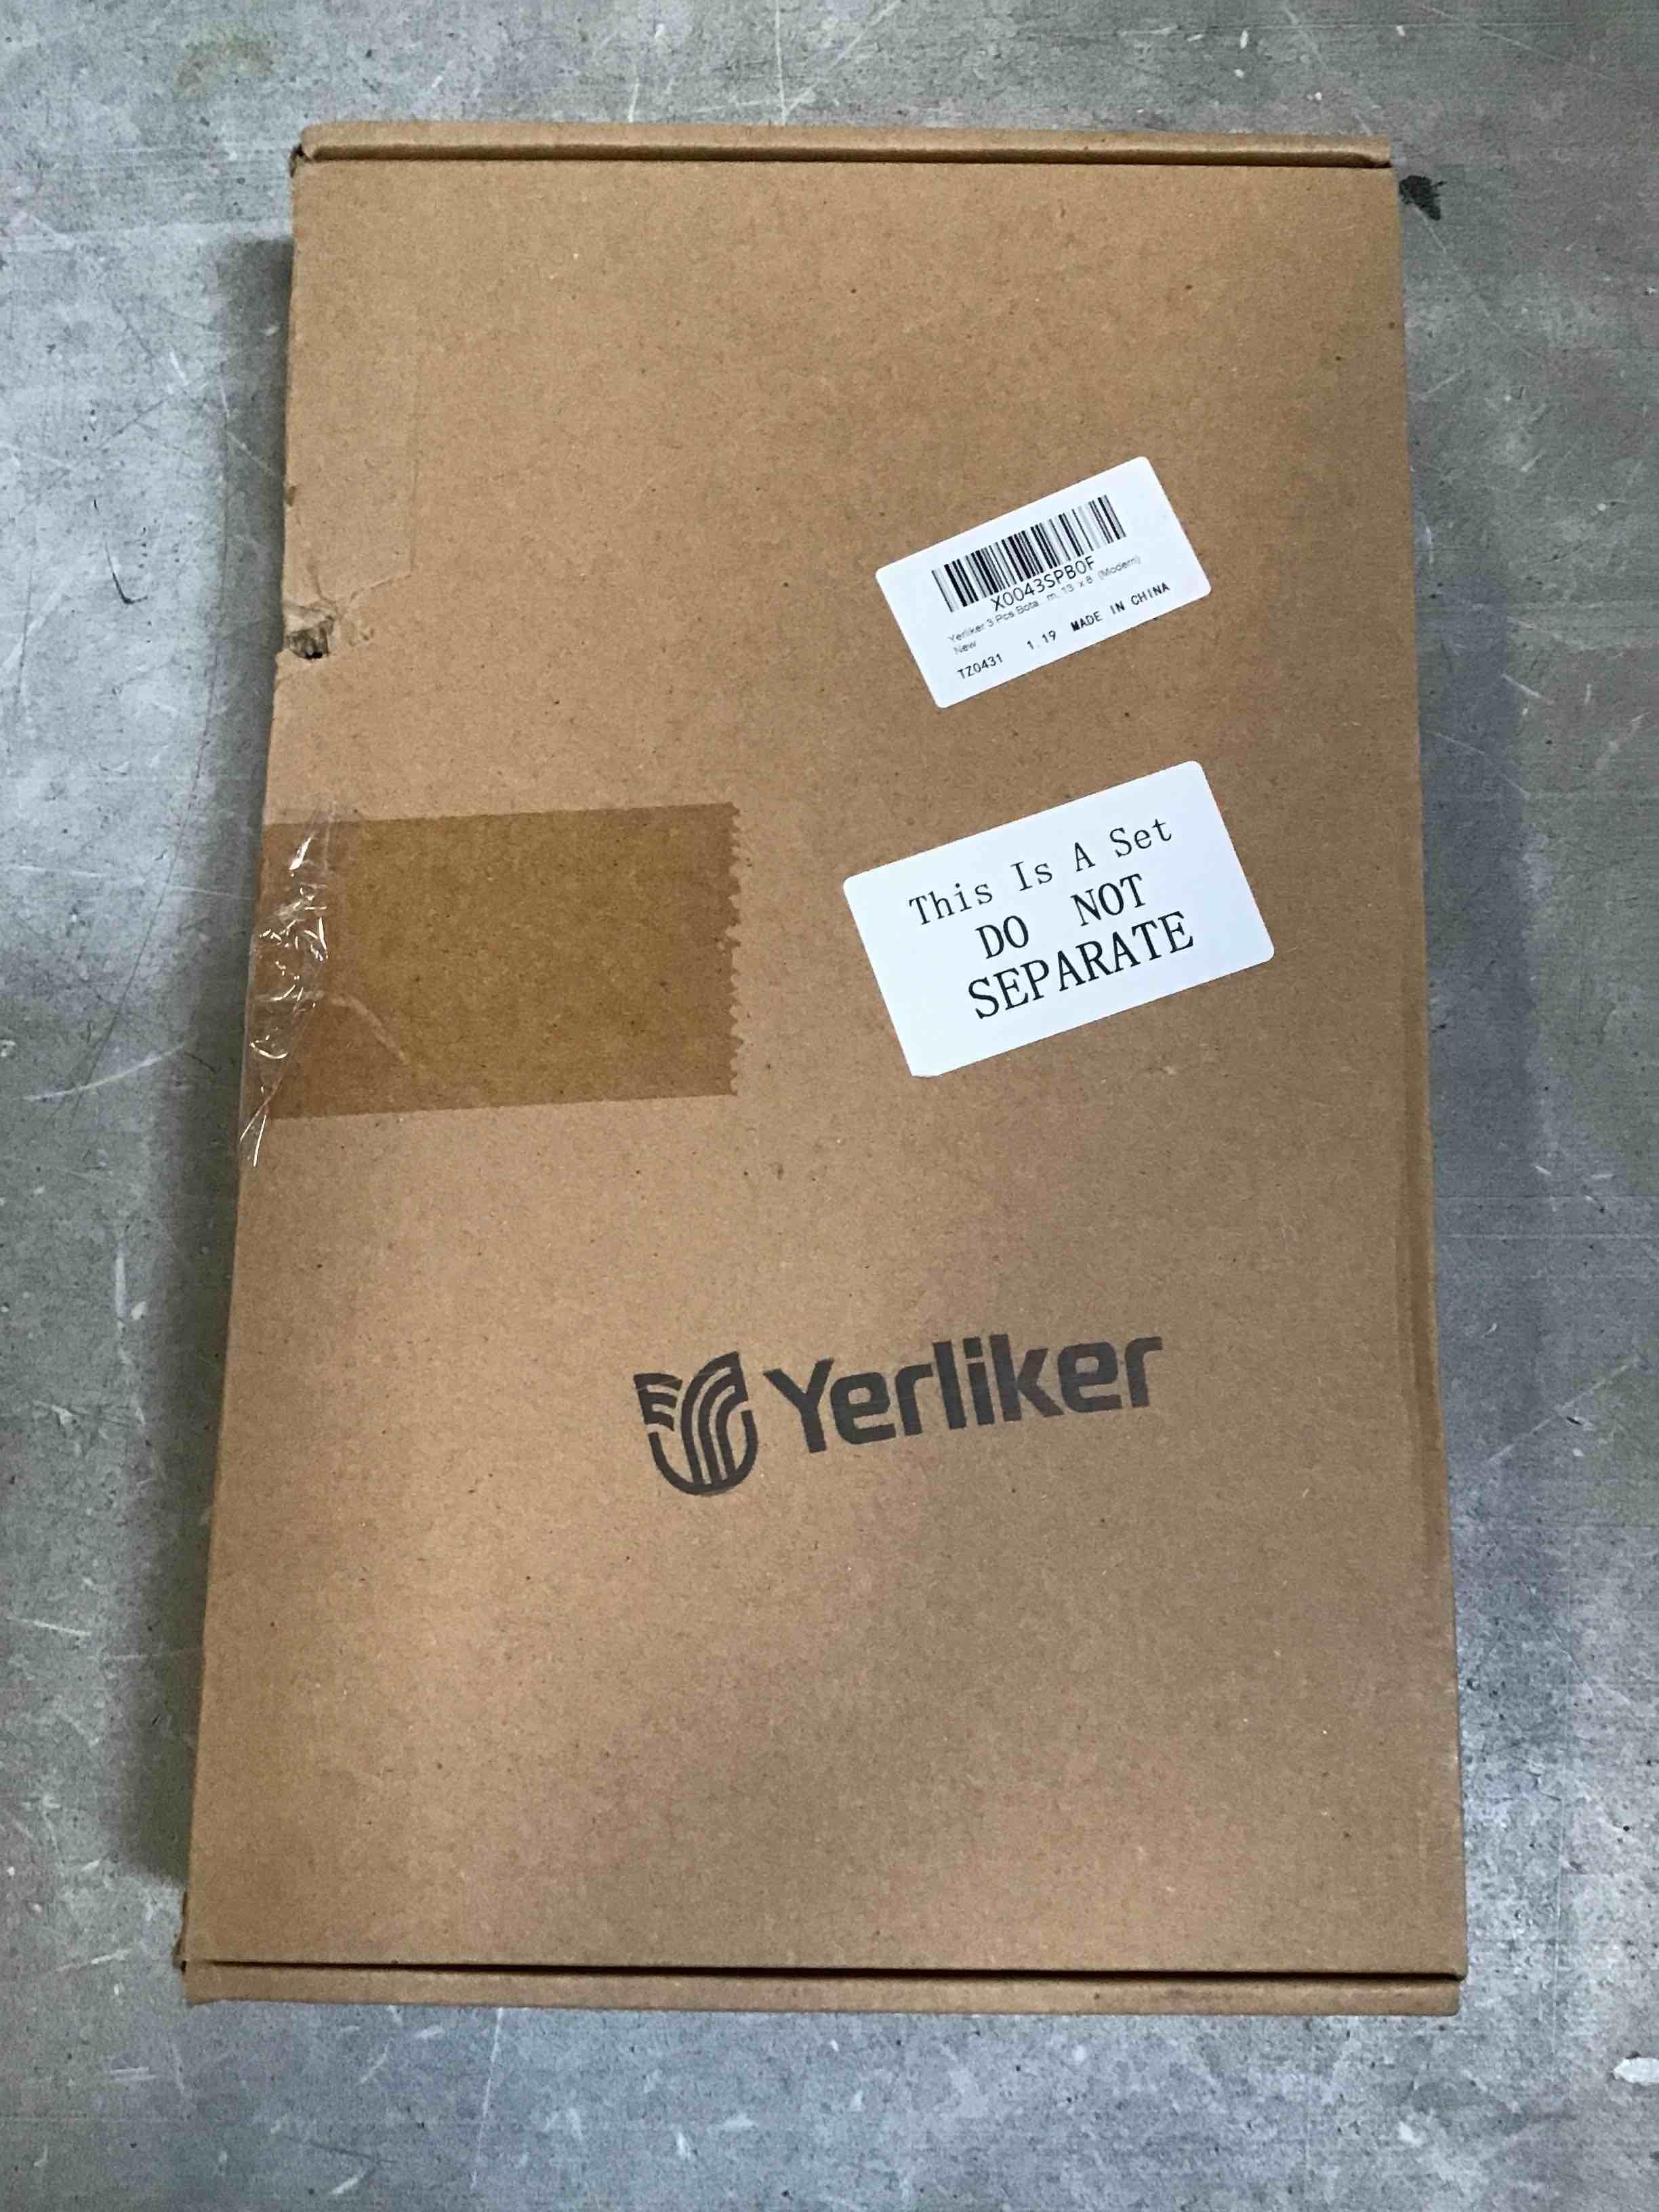 X0043SPB0F
Yerliker 3 Pcs Bota...m, 13 x 8 (Modern)
New
TZ0431 1.19 MADE IN CHINA
This Is A Set
DO NOT
SEPARATE
Yerliker